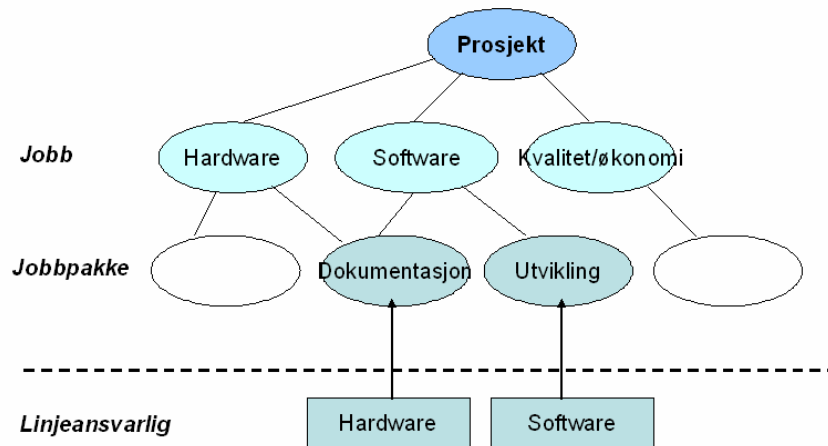 Prosjekt
Jobb
Hardware
Software
Kvalitet/økonomi
Jobbpakke
Dokumentasjon
Utvikling
Linjeansvarlig
Hardware
Software